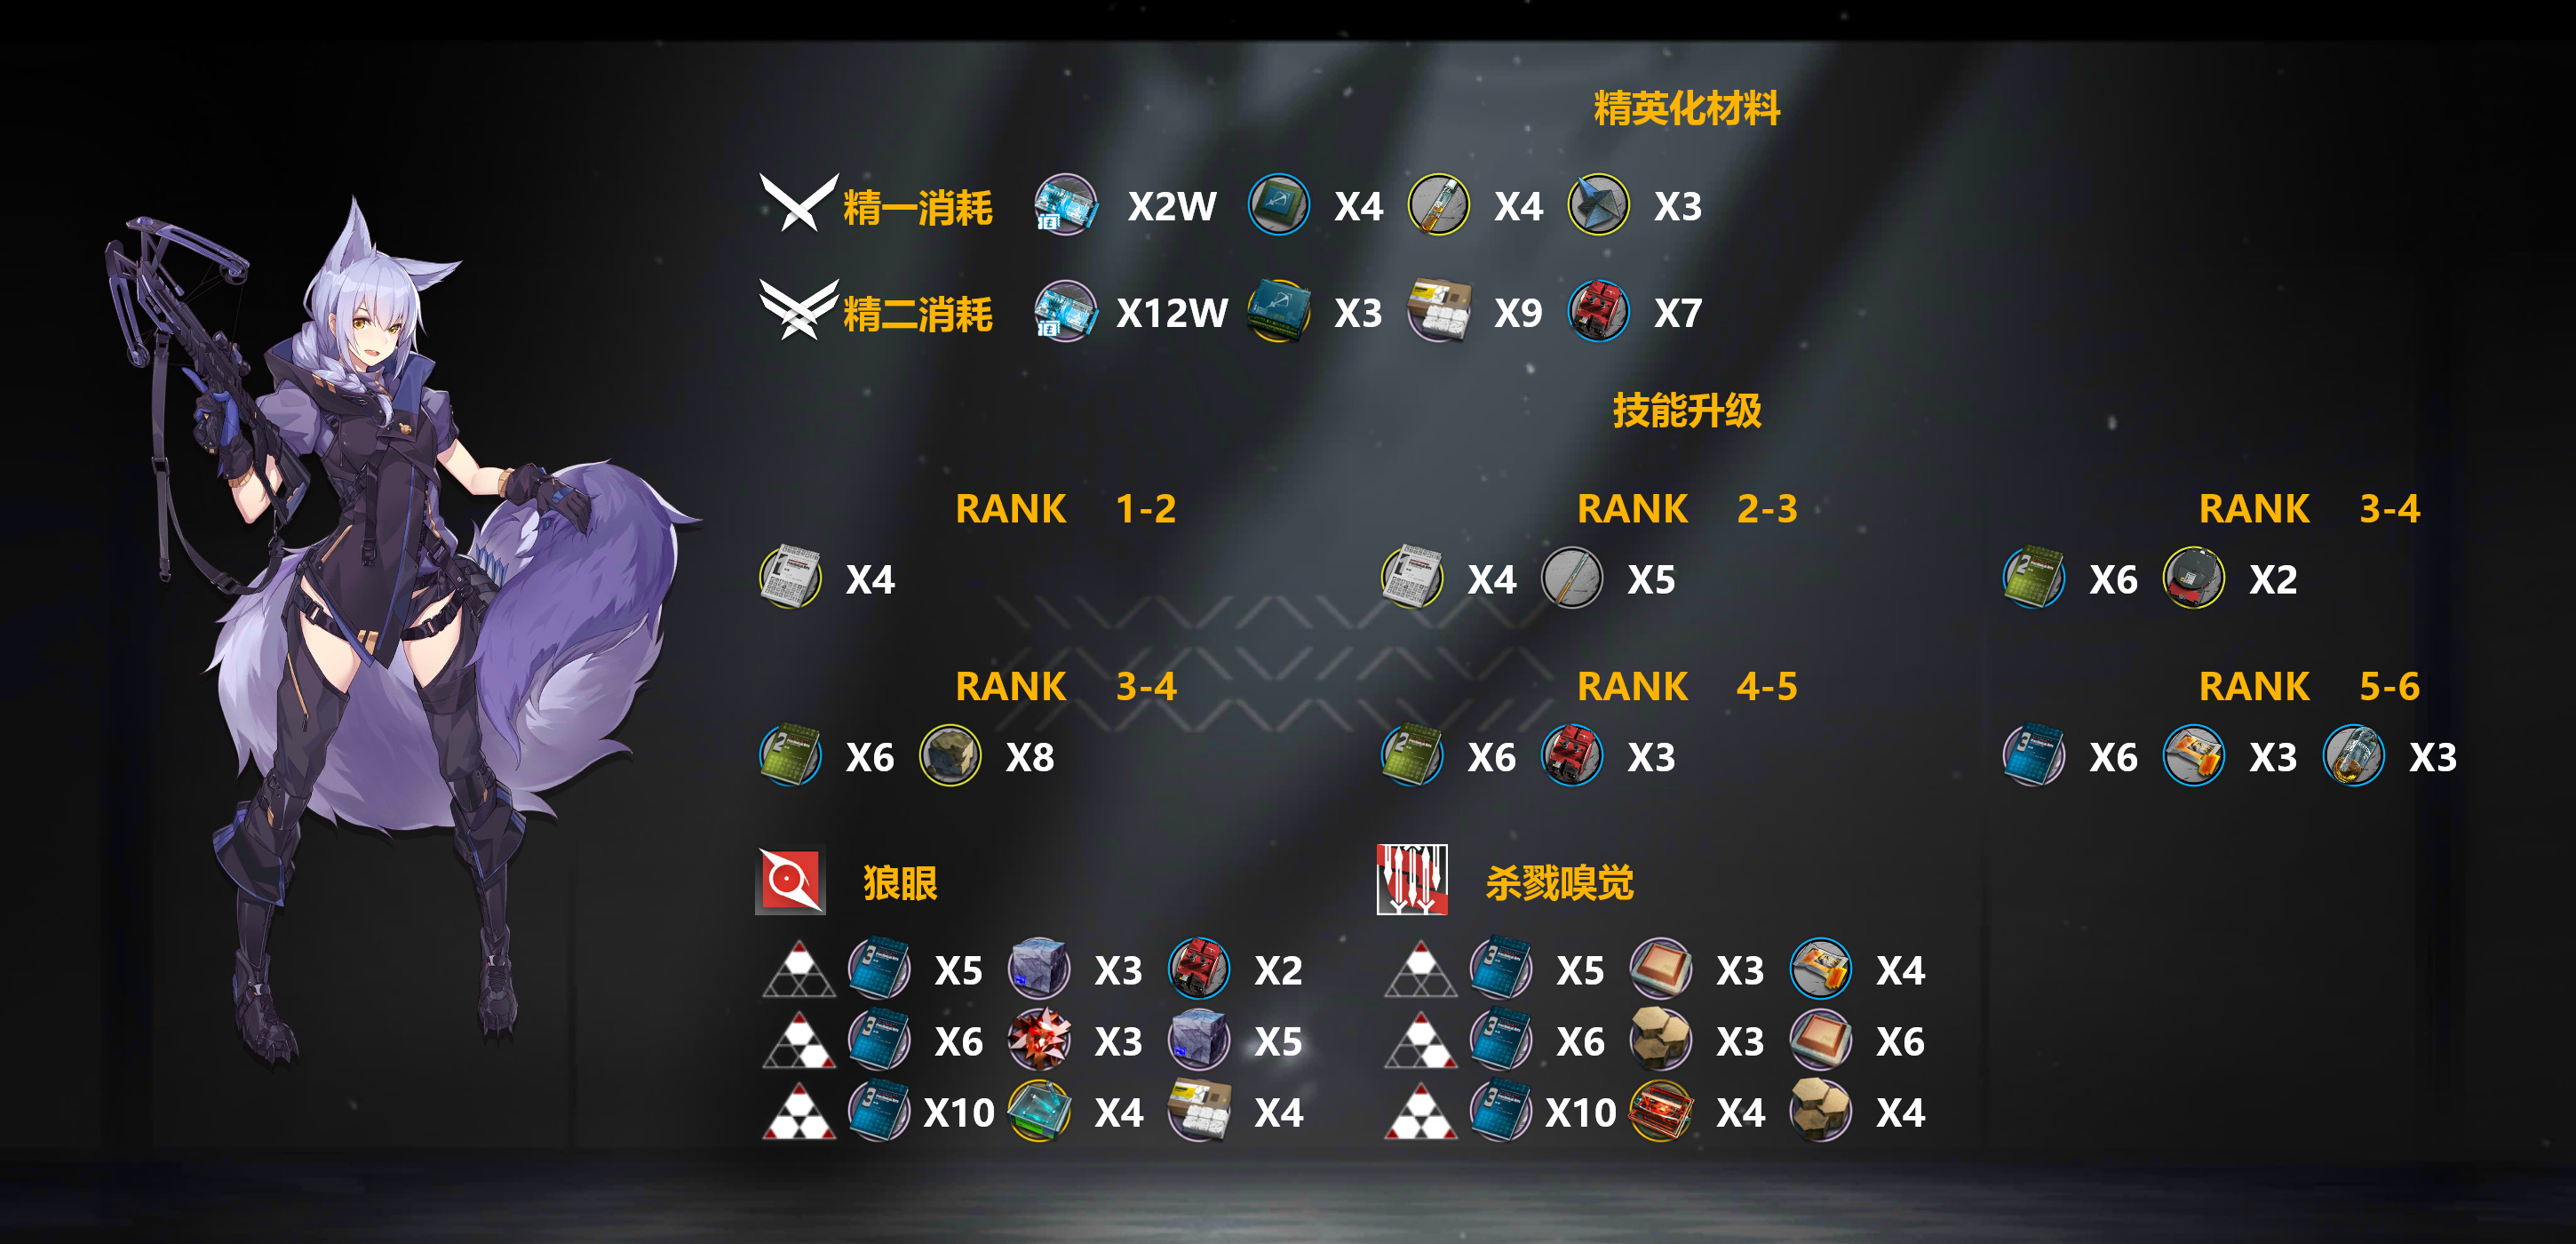 精英化材料
精一消耗 X2W X4 X4 X3
精二消耗 X12W X3 X9 X7
技能升级
RANK 1-2 RANK 2-3 RANK 3-4
X4 X4 X5 X6 X2
RANK 3-4 RANK 4-5 RANK 5-6
X6 X8 X6 X3 X6 X3 X3
狼眼 杀戮嗅觉
X5 X3 X2 X5 X3 X4
X6 X3 X5 X6 X3 X6
X10 X4 X4 X10 X4 X4